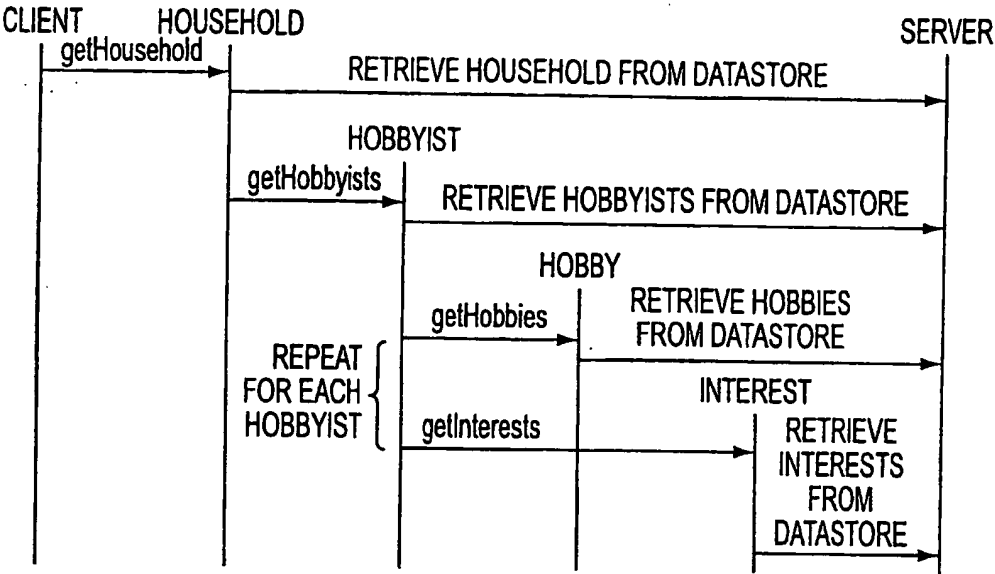 CLIENT
HOUSEHOLD
SERVER
getHousehold
RETRIEVE HOUSEHOLD FROM DATASTORE
HOBBYIST
getHobbyists
RETRIEVE HOBBYISTS FROM DATASTORE
HOBBY
getHobbies
RETRIEVE HOBBIES
FROM DATASTORE
REPEAT
FOR EACH
HOBBYIST
INTEREST
getInterests
RETRIEVE
INTERESTS
FROM
DATASTORE